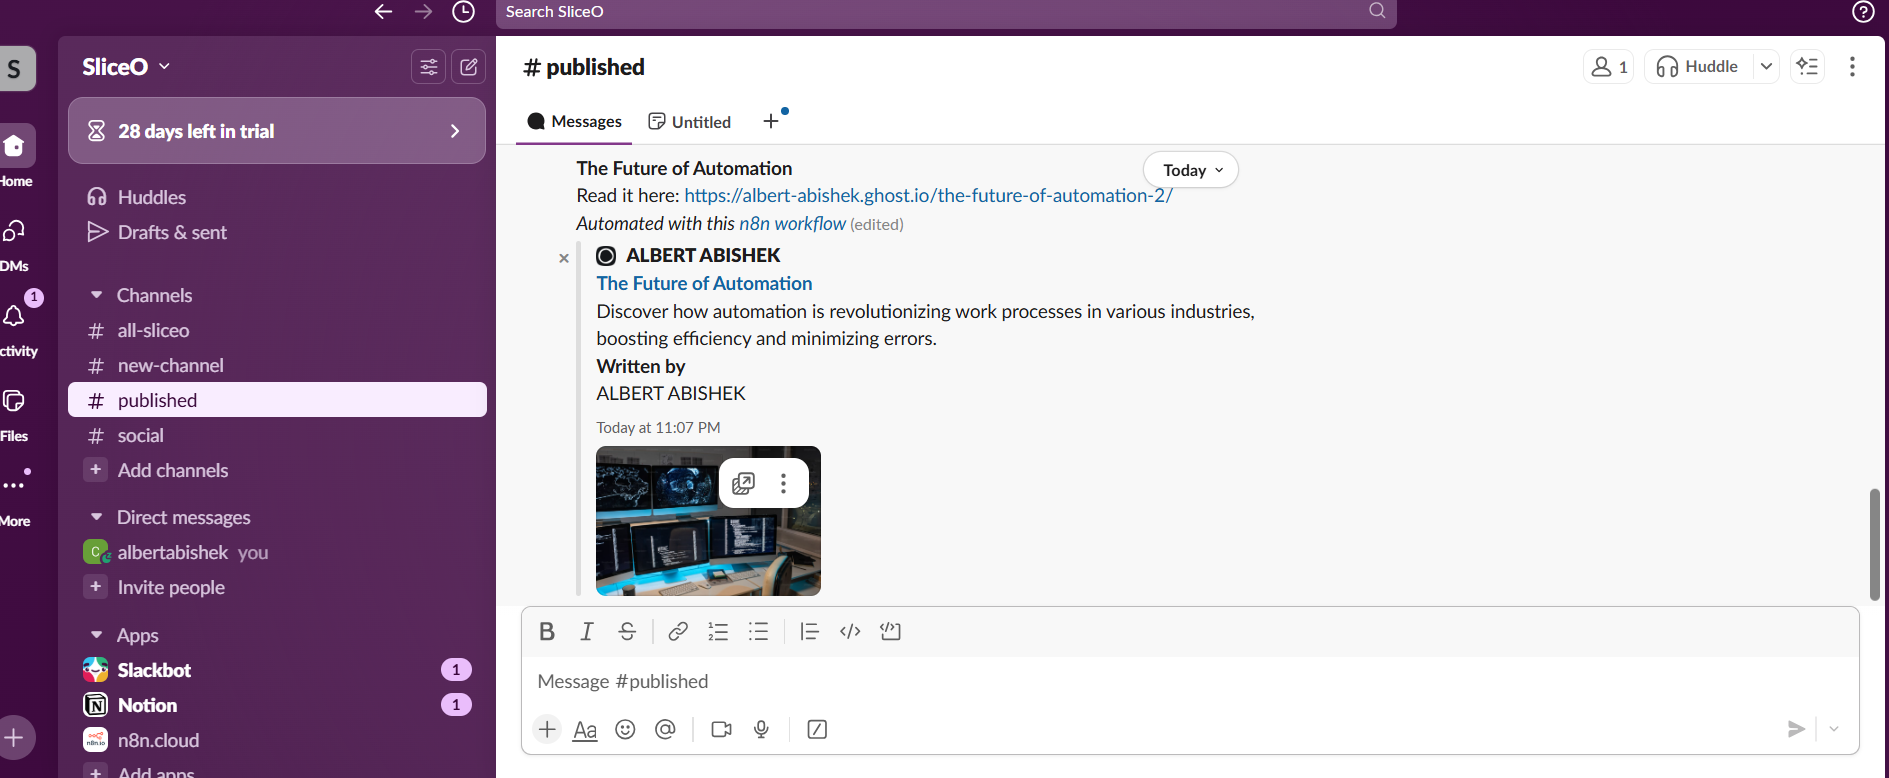 Search SliceO
S
SliceO
28 days left in trial
Home
Huddles
Drafts & sent
DMs
Channels
1
all-sliceo
ctivity
new-channel
published
Files
social
Add channels
More
Direct messages
C
albertabishek you
Invite people
Apps
Slackbot 1
Notion 1
n8n.io
n8n.cloud
Add apps
# published
1
Huddle
Messages
Untitled
The Future of Automation
Today
Read it here: https://albert-abishek.ghost.io/the-future-of-automation-2/
Automated with this n8n workflow (edited)
ALBERT ABISHEK
The Future of Automation
Discover how automation is revolutionizing work processes in various industries,
boosting efficiency and minimizing errors.
Written by
ALBERT ABISHEK
Today at 11:07 PM
Message #published
Aa